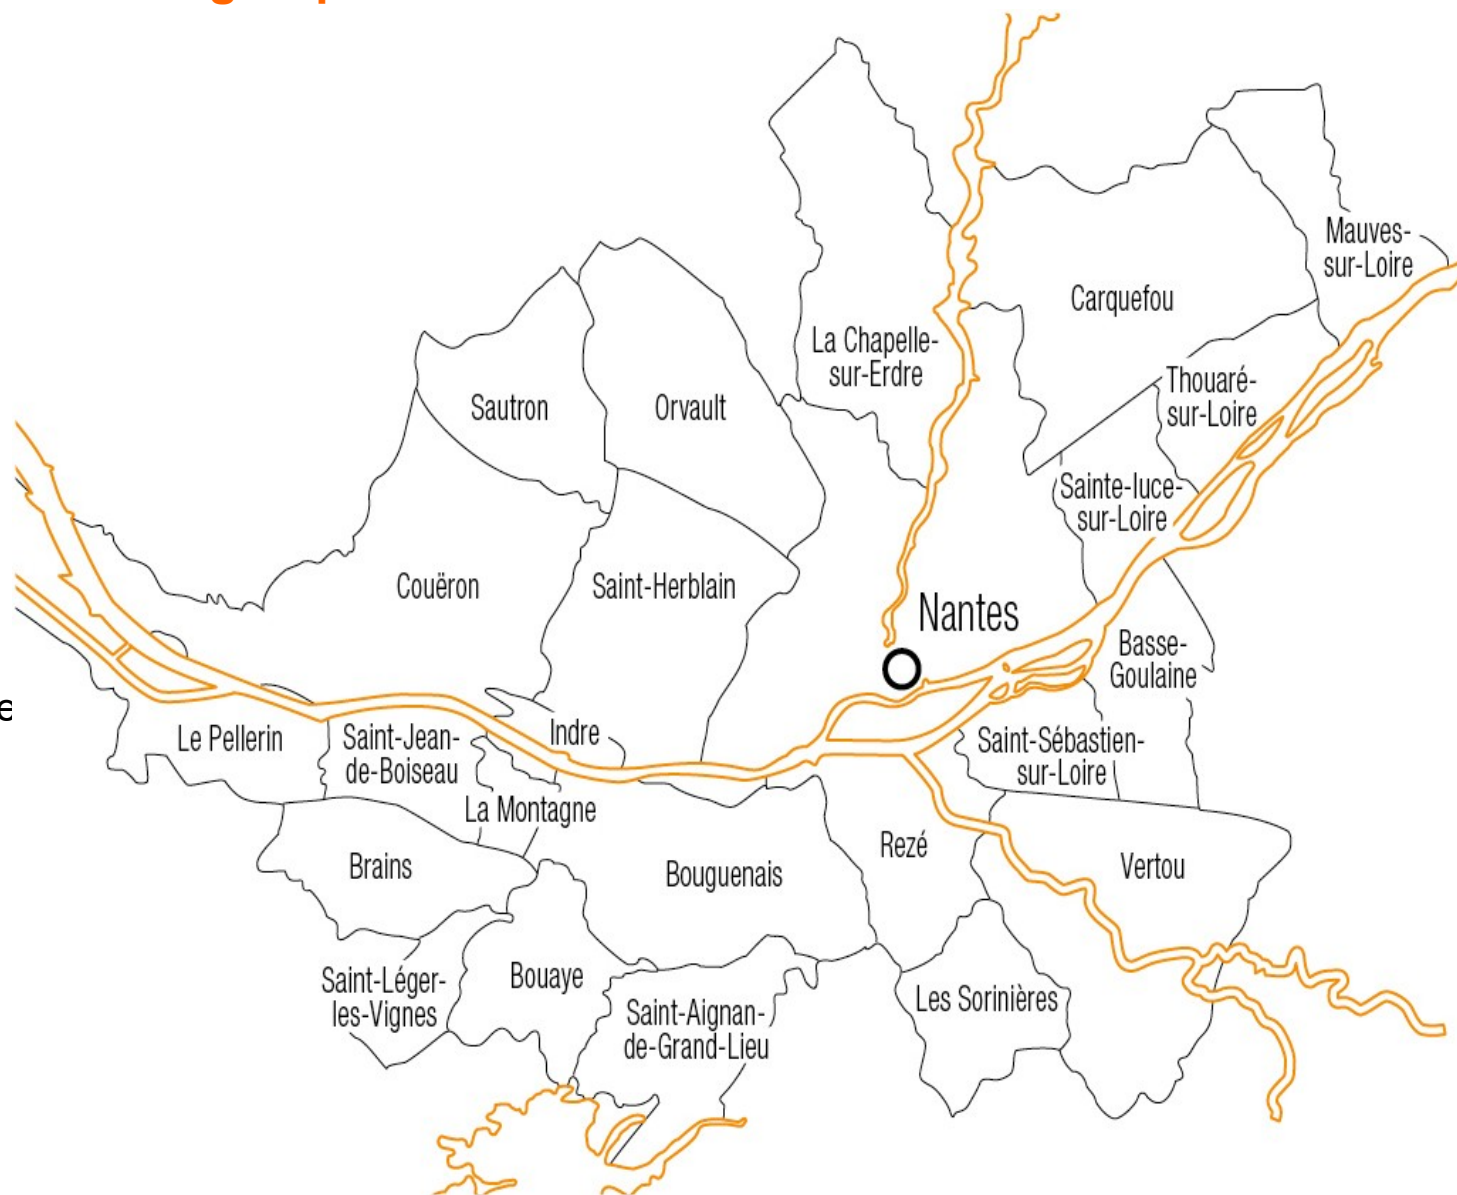 Mauves-
sur-Loire
Carquefou
La Chapelle-
sur-Erdre
Thouaré-
sur-Loire
Sautron
Orvault
Sainte-luce-
sur-Loire
Couëron
Saint-Herblain
Nantes
Basse-
Goulaine
Le Pellerin
Saint-Jean-
de-Boiseau
Indre
Saint-Sébastien-
sur-Loire
La Montagne
Rezé
Brains
Bouguenais
Vertou
Saint-Léger-
les-Vignes
Bouaye
Les Sorinières
Saint-Aignan-
de-Grand-Lieu